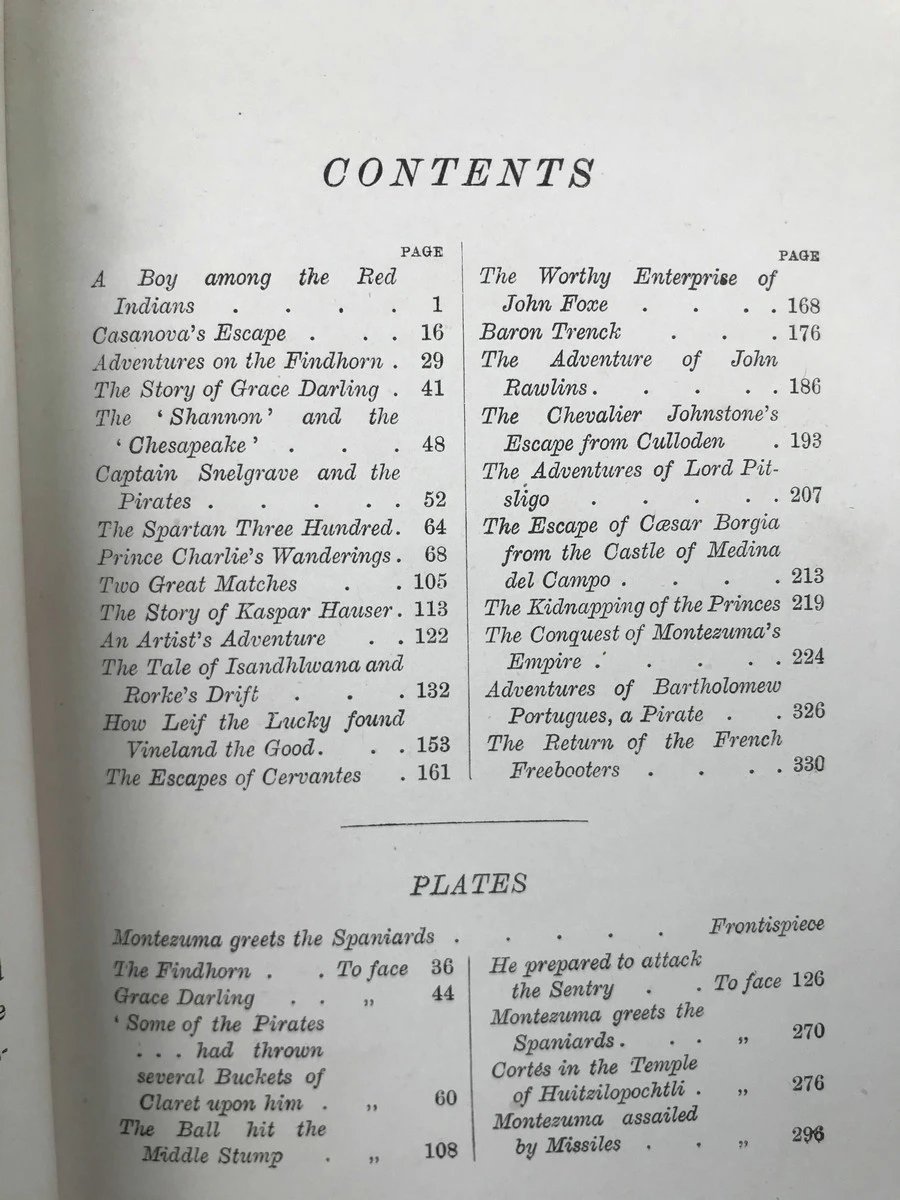 CONTENTS
PAGE
A Boy among the Red
Indians . . . . 1
Casanova's Escape . . . 16
Adventures on the Findhorn . 29
The Story of Grace Darling . 41
The ‘Shannon’ and the
‘Chesapeake’ . . . 48
Captain Snelgrave and the
Pirates . . . . . 52
The Spartan Three Hundred. 64
Prince Charlie's Wanderings. 68
Two Great Matches . . 105
The Story of Kaspar Hauser. 113
An Artist's Adventure . . 122
The Tale of Isandhlwana and
Rorke's Drift . . . 132
How Leif the Lucky found
Vineland the Good. . . 153
The Escapes of Cervantes . 161
PAGE
The Worthy Enterprise of
John Foxe . . . . 168
Baron Trenck . . . 176
The Adventure of John
Rawlins. . . . . 186
The Chevalier Johnstone's
Escape from Culloden . 193
The Adventures of Lord Pit-
sligo . . . . . 207
The Escape of Cæsar Borgia
from the Castle of Medina
del Campo . . . . 213
The Kidnapping of the Princes 219
The Conquest of Montezuma's
Empire . . . . . 224
Adventures of Bartholomew
Portugues, a Pirate . . 326
The Return of the French
Freebooters . . . . 330
PLATES
Montezuma greets the Spaniards . . . . . Frontispiece
The Findhorn . . To face 36
Grace Darling . . „ 44
‘Some of the Pirates
. . . had thrown
several Buckets of
Claret upon him . „ 60
The Ball hit the
Middle Stump . „ 108
He prepared to attack
the Sentry . . To face 126
Montezuma greets the
Spaniards. . . „ 270
Cortés in the Temple
of Huitzilopochtli . „ 276
Montezuma assailed
by Missiles . . „ 296